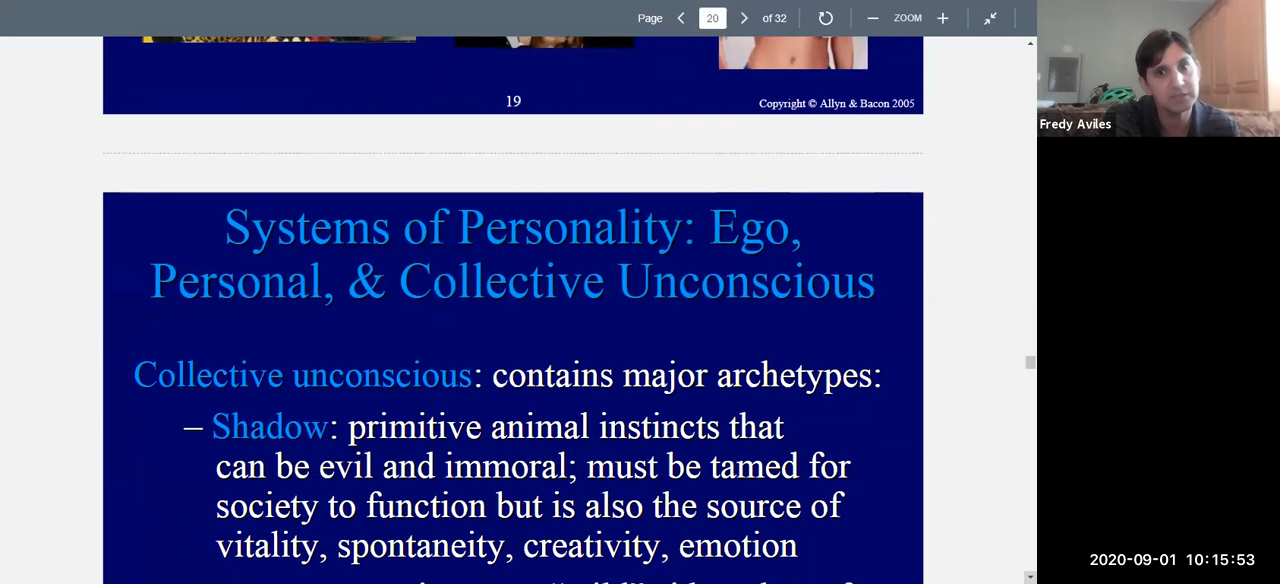 Page 20 of 32 ZOOM
19
Copyright © Allyn & Bacon 2005
Fredy Aviles
Systems of Personality: Ego,
Personal, & Collective Unconscious
Collective unconscious: contains major archetypes:
– Shadow: primitive animal instincts that
can be evil and immoral; must be tamed for
society to function but is also the source of
vitality, spontaneity, creativity, emotion
2020-09-01 10:15:53